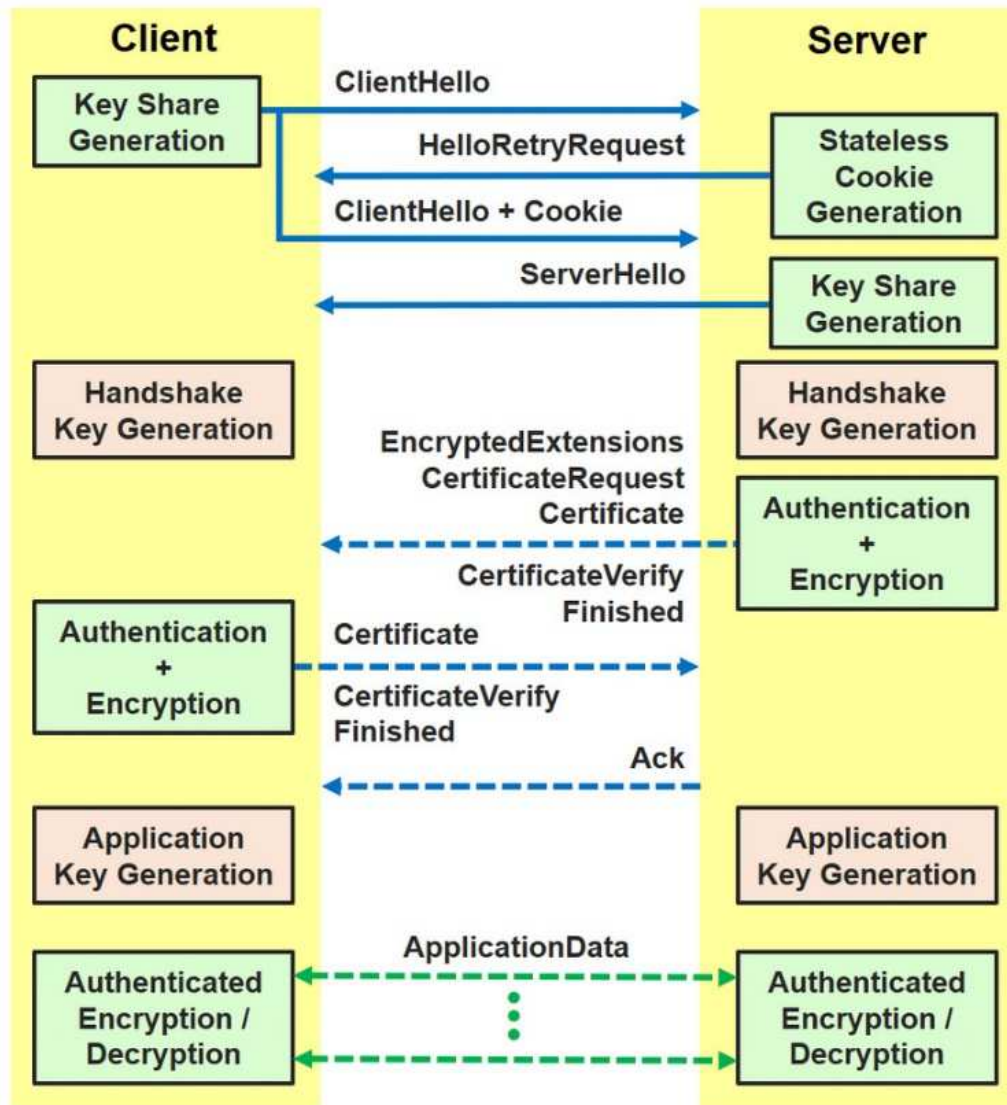 Client
Server
ClientHello
Key Share
Generation
HelloRetryRequest
Stateless
Cookie
Generation
ClientHello + Cookie
ServerHello
Key Share
Generation
Handshake
Key Generation
Handshake
Key Generation
EncryptedExtensions
CertificateRequest
Certificate
Authentication
+
Encryption
CertificateVerify
Finished
Authentication
+
Encryption
Certificate
CertificateVerify
Finished
Ack
Application
Key Generation
Application
Key Generation
ApplicationData
Authenticated
Encryption /
Decryption
Authenticated
Encryption /
Decryption